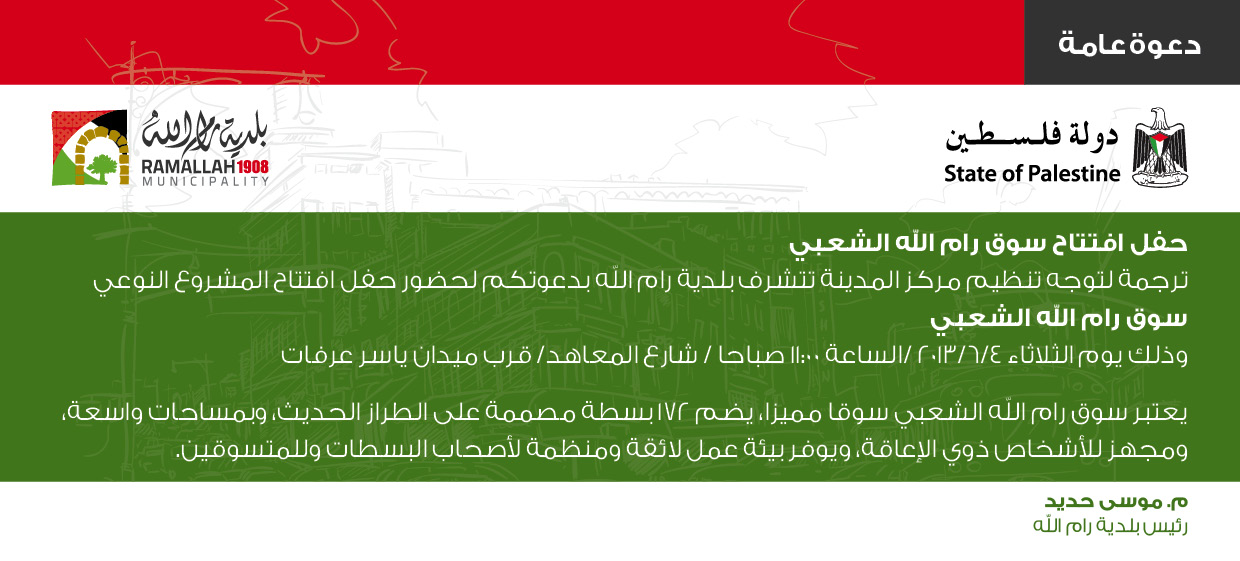 دعوة عامة
بلدية رام الله
RAMALLAH 1908
MUNICIPALITY
دولة فلسطين
State of Palestine
حفل افتتاح سوق رام الله الشعبي
ترجمة لتوجه تنظيم مركز المدينة تتشرف بلدية رام الله بدعوتكم لحضور حفل افتتاح المشروع النوعي
سوق رام الله الشعبي
وذلك يوم الثلاثاء ٢٠١٣/٦/٤ /الساعة ١١:٠٠ صباحا / شارع المعاهد/ قرب ميدان ياسر عرفات
يعتبر سوق رام الله الشعبي سوقا مميزا، يضم ١٧٢ بسطة مصممة على الطراز الحديث، وبمساحات واسعة،
ومجهز للأشخاص ذوي الإعاقة، ويوفر بيئة عمل لائقة ومنظمة لأصحاب البسطات وللمتسوقين.
م. موسى حديد
رئيس بلدية رام الله